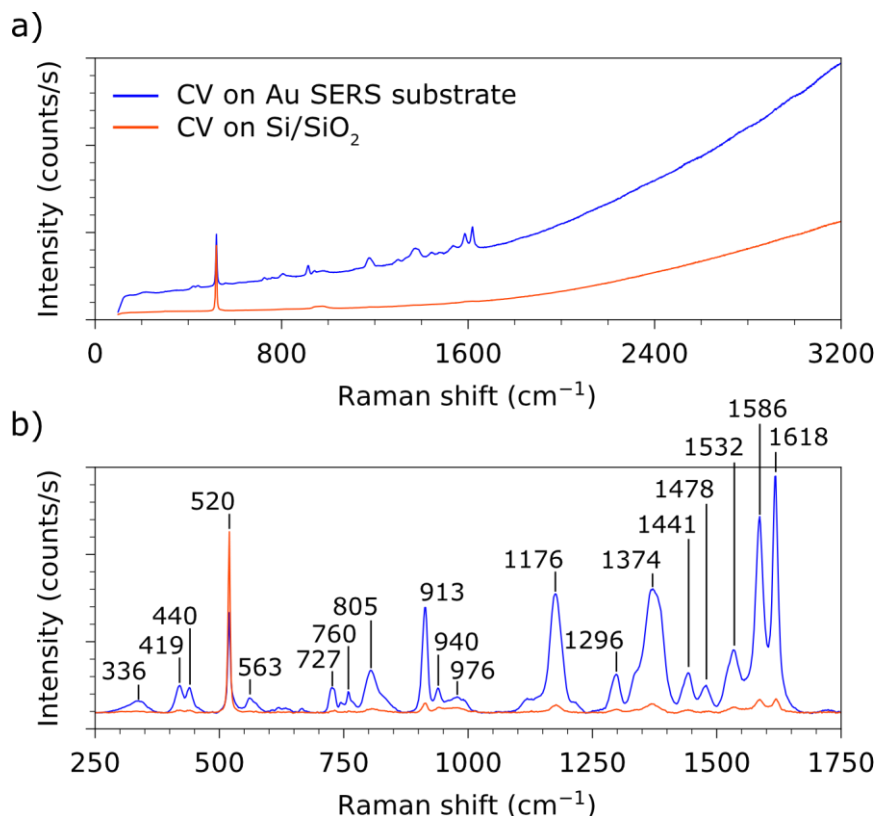 a)
Intensity (counts/s)
CV on Au SERS substrate
CV on Si/SiO₂
0 800 1600 2400 3200
Raman shift (cm⁻¹)
b)
Intensity (counts/s)
336
419
440
520
563
727
760
805
913
940
976
1176
1296
1374
1441
1478
1532
1586
1618
250 500 750 1000 1250 1500 1750
Raman shift (cm⁻¹)